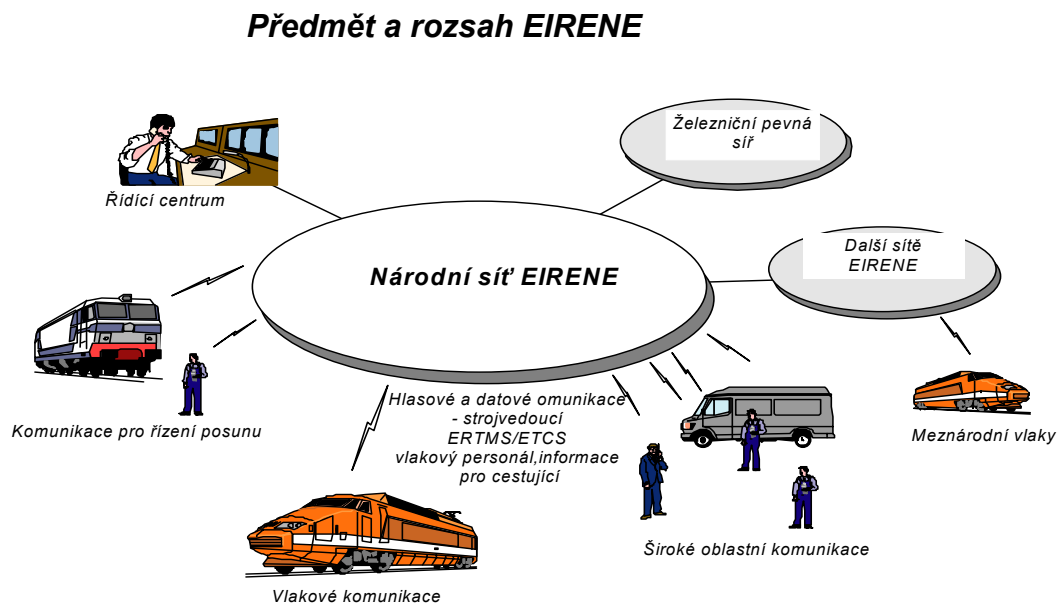 Předmět a rozsah EIRENE
Železniční pevná
síř
Řídící centrum
Další sítě
EIRENE
Národní síť EIRENE
Hlasové a datové omunikace
- strojvedoucí
ERTMS/ETCS
vlakový personál,informace
pro cestující
Komunikace pro řízení posunu
Meznárodní vlaky
Široké oblastní komunikace
Vlakové komunikace